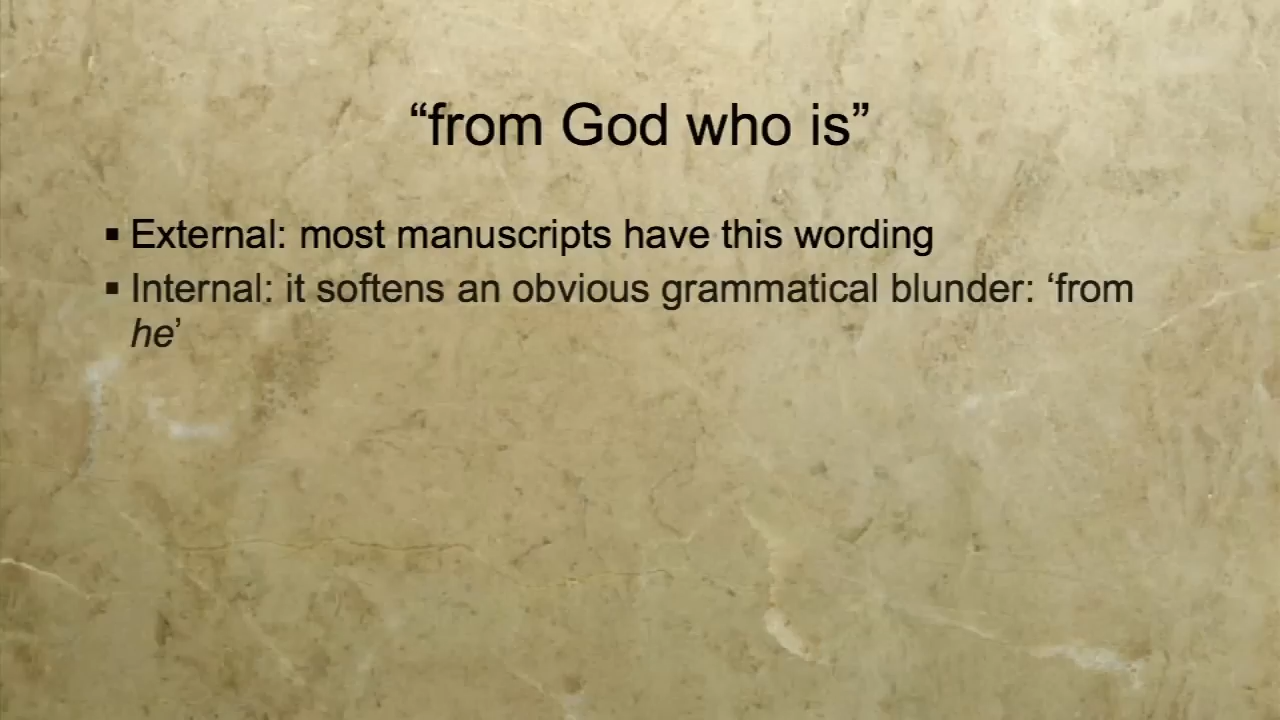 “from God who is”
▪ External: most manuscripts have this wording
▪ Internal: it softens an obvious grammatical blunder: ‘from
he’